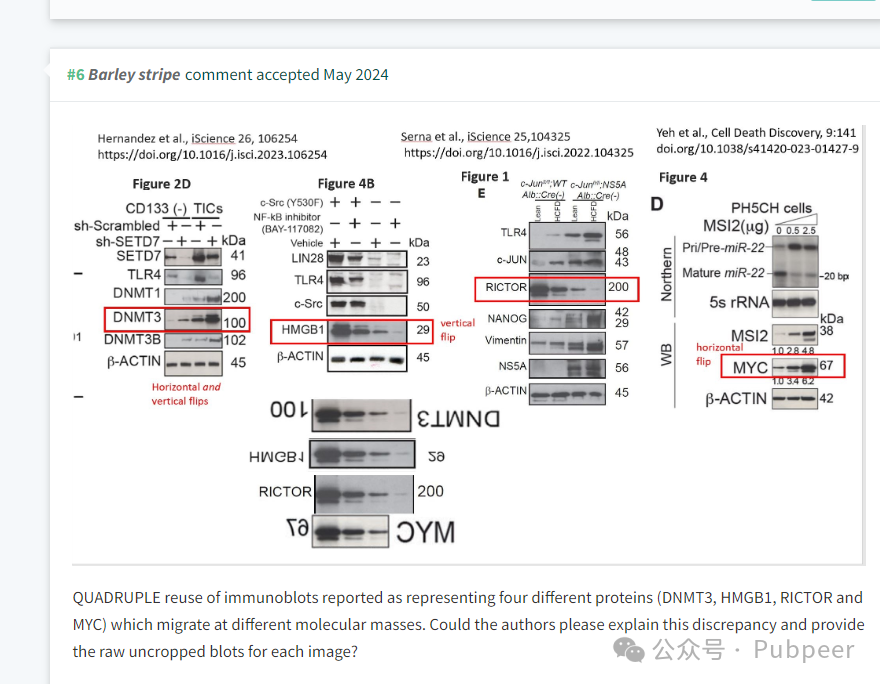 #6 Barley stripe comment accepted May 2024
Hernandez et al., iScience 26, 106254
https://doi.org/10.1016/j.isci.2023.106254
Serna et al., iScience 25,104325
https://doi.org/10.1016/j.isci.2022.104325
Yeh et al., Cell Death Discovery, 9:141
doi.org/10.1038/s41420-023-01427-9
Figure 2D
CD133 (-) TICs
sh-Scrambled + − + −
sh-SETD7 − + − + kDa
SETD7 41
TLR4 96
DNMT1 200
DNMT3 100
DNMT3B 102
β-ACTIN 45
Horizontal and
vertical flips
Figure 4B
c-Src (Y530F) + + − −
NF-kB inhibitor
(BAY-117082) − + − +
Vehicle + − + − kDa
LIN28 23
TLR4 96
c-Src 50
HMGB1 29
β-ACTIN 45
vertical
flip
Figure 1
E
c-Junᶠˡ/ᶠˡ;WT c-Junᶠˡ/ᶠˡ;NS5A
Alb::Cre(-) Alb::Cre(-)
Lean HCFD Lean HCFD kDa
TLR4 56
48
c-JUN 43
RICTOR 200
NANOG 42
29
Vimentin 57
NS5A 56
β-ACTIN 45
Figure 4
D
PH5CH cells
MSI2(μg) 0 0.5 2.5
Northern
Pri/Pre-miR-22
Mature miR-22 20 bp
5s rRNA
kDa
WB
MSI2 38
1.0 2.8 4.8
horizontal
flip
MYC 67
1.0 3.4 6.2
β-ACTIN 42
100 DNMT3
HMGB1 29
RICTOR 200
67 MYC
QUADRUPLE reuse of immunoblots reported as representing four different proteins (DNMT3, HMGB1, RICTOR and
MYC) which migrate at different molecular masses. Could the authors please explain this discrepancy and provide
the raw uncropped blots for each image?
公众号 · Pubpeer